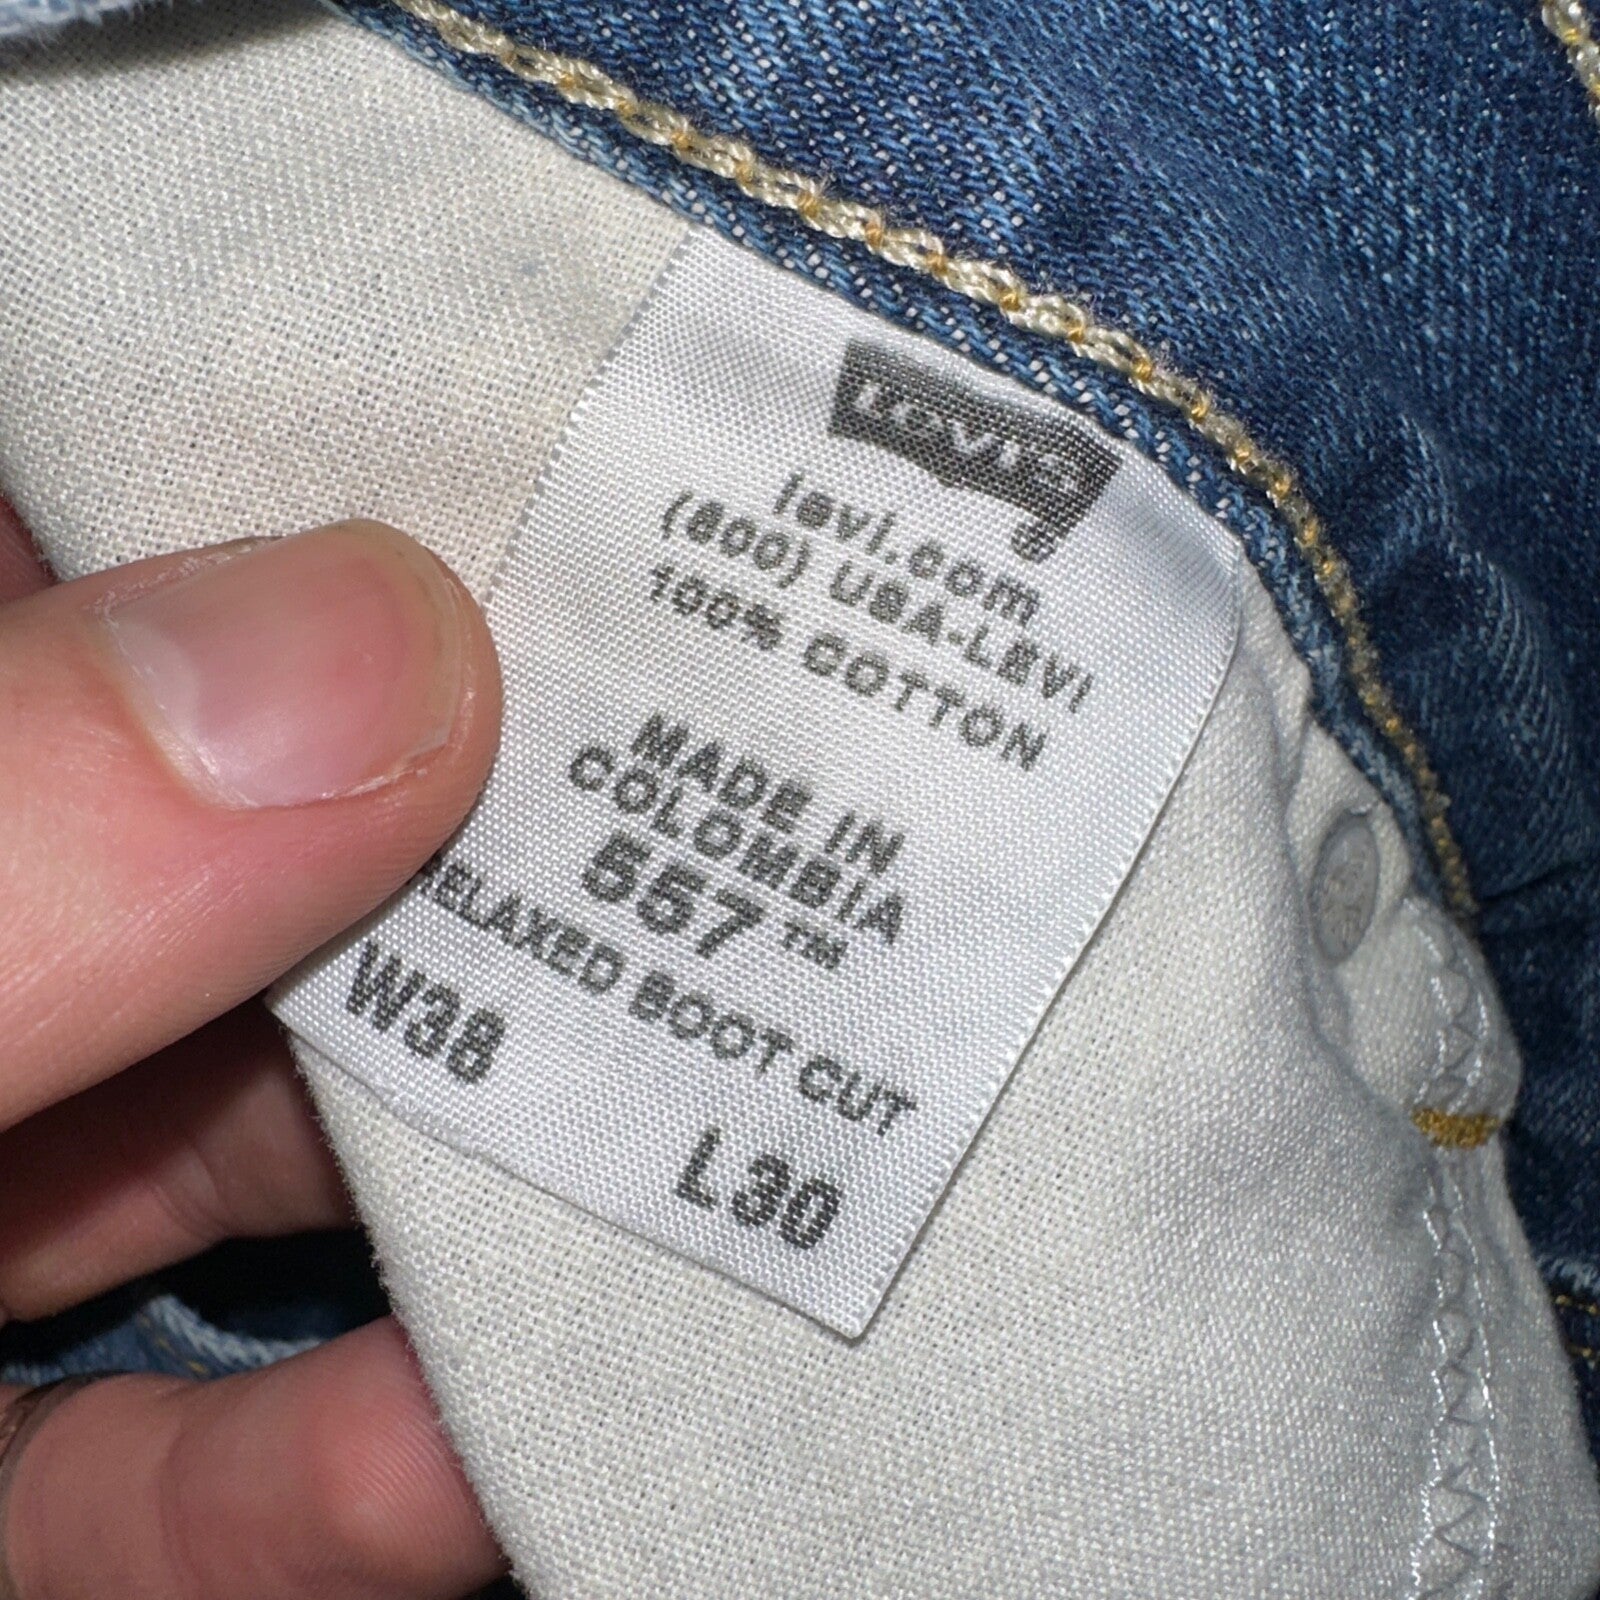 Levi's
levi.com
(800) USA-LEVI
100% COTTON
MADE IN
COLOMBIA
557™
RELAXED BOOT CUT
W38 L30